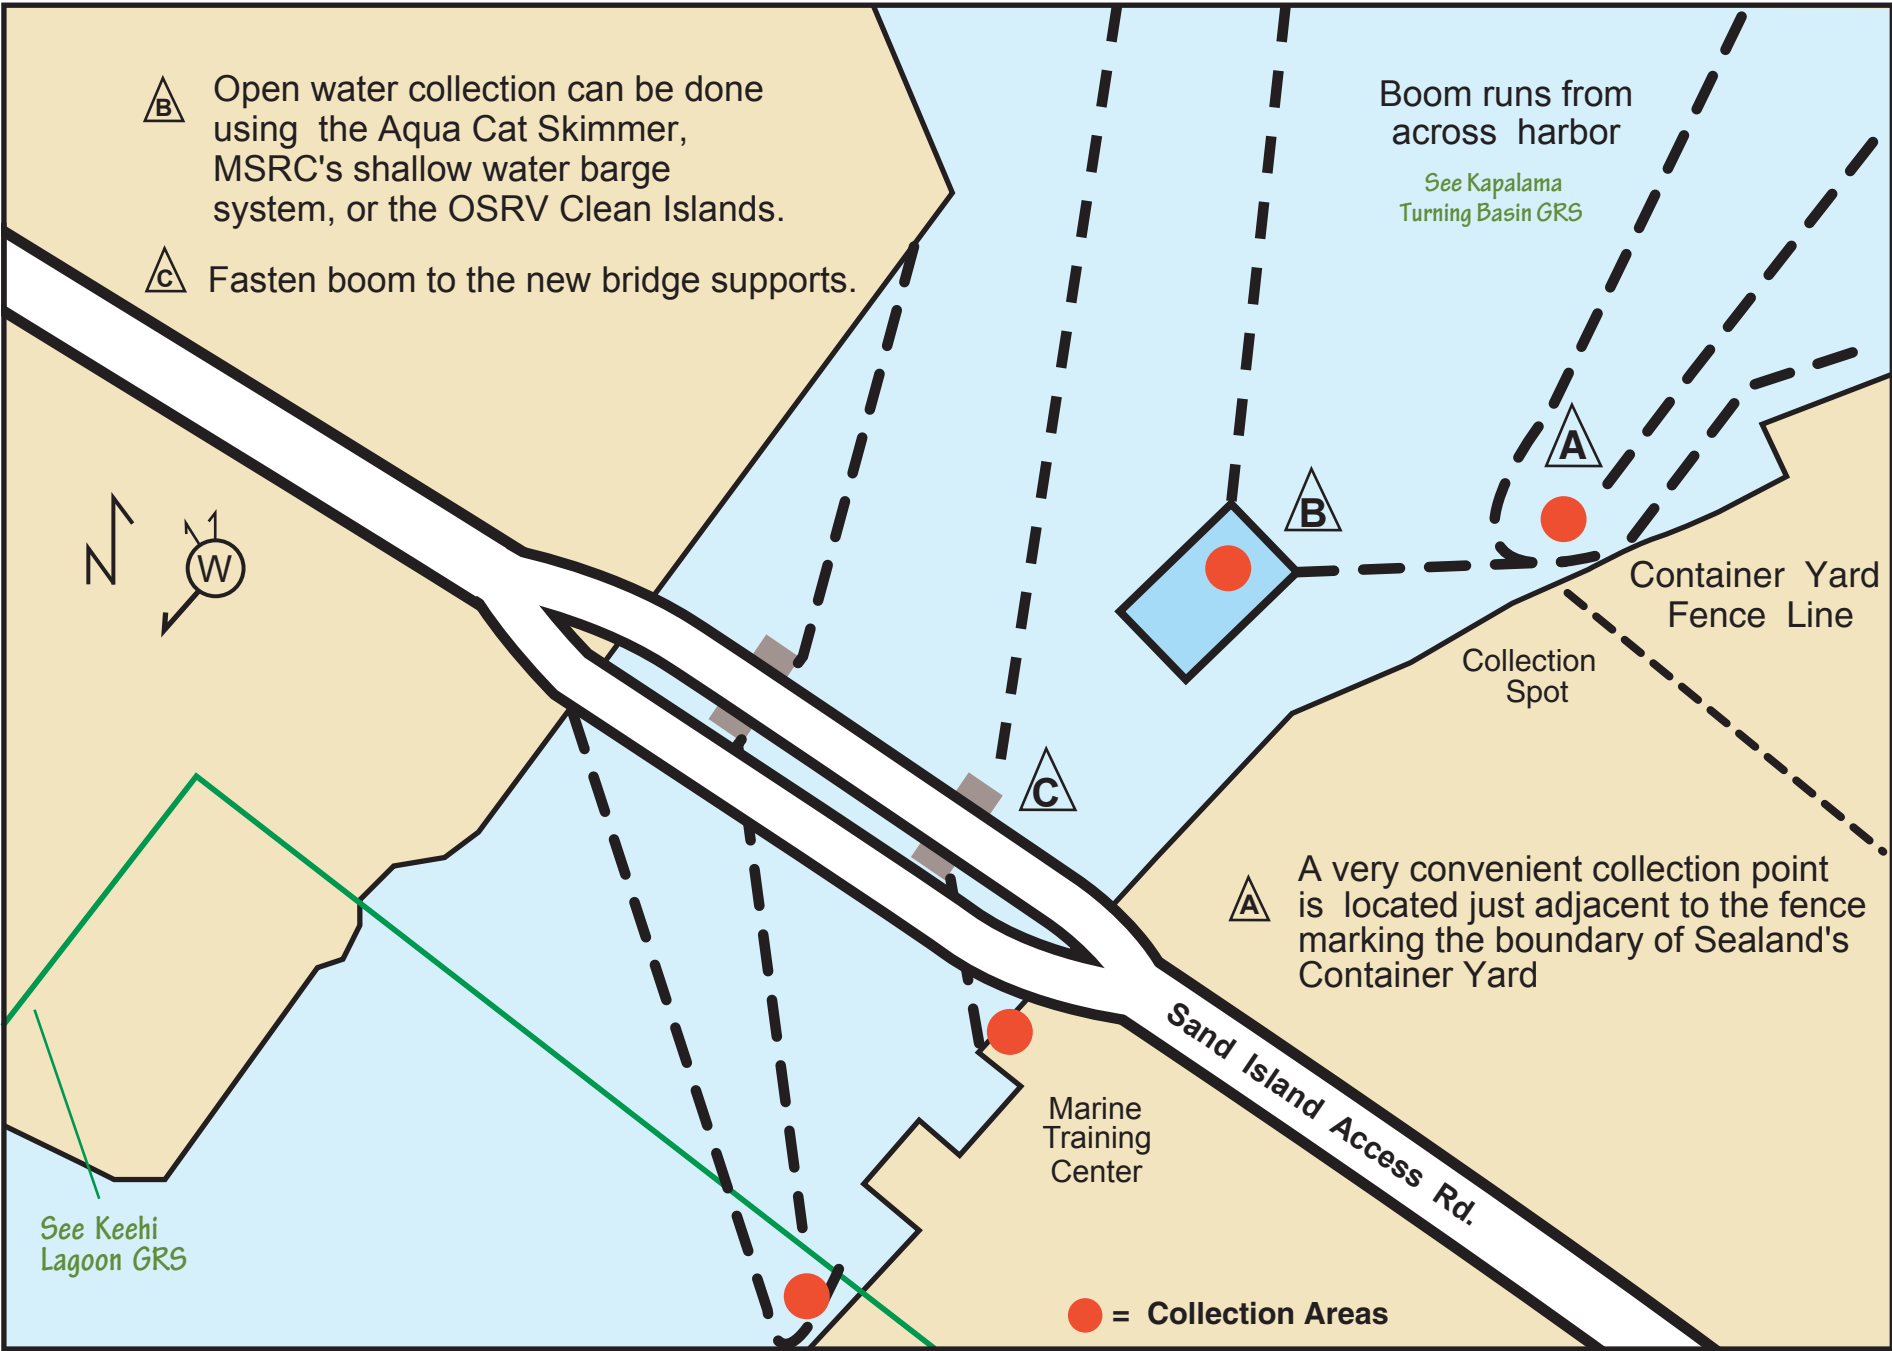 B
Open water collection can be done
using the Aqua Cat Skimmer,
MSRC's shallow water barge
system, or the OSRV Clean Islands.
C
Fasten boom to the new bridge supports.
Boom runs from
across harbor
See Kapalama
Turning Basin GRS
A
B
N
W
Container Yard
Fence Line
Collection
Spot
C
A
A very convenient collection point
is located just adjacent to the fence
marking the boundary of Sealand's
Container Yard
Sand Island Access Rd.
Marine
Training
Center
See Keehi
Lagoon GRS
= Collection Areas